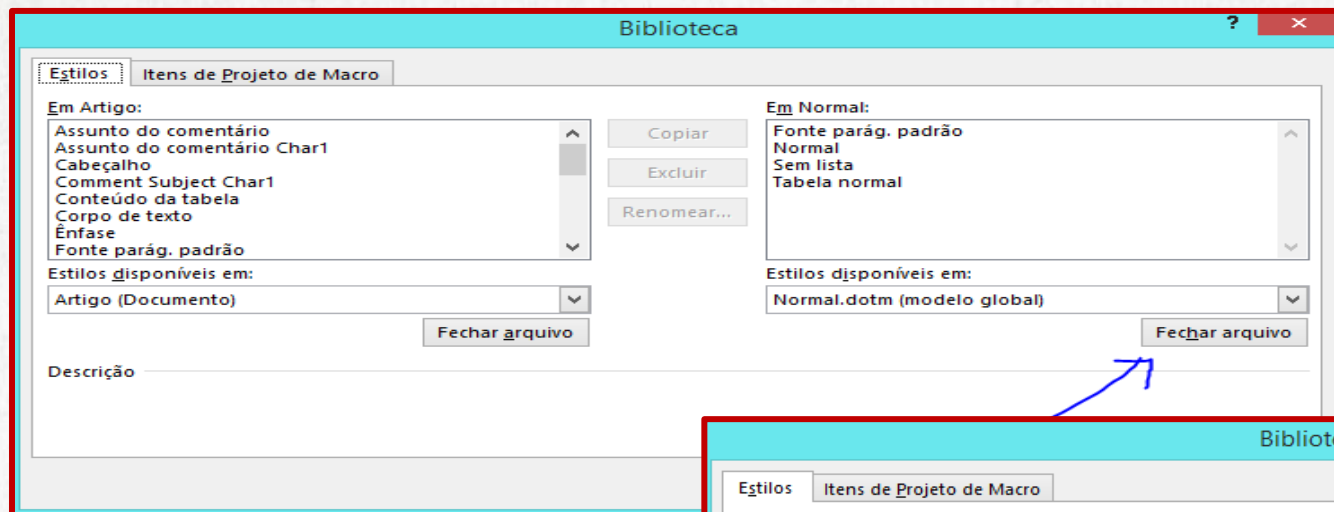 Biblioteca
? ×
Estilos Itens de Projeto de Macro
Em Artigo:
Assunto do comentário
Assunto do comentário Char1
Cabeçalho
Comment Subject Char1
Conteúdo da tabela
Corpo de texto
Ênfase
Fonte parág. padrão
Estilos disponíveis em:
Artigo (Documento)
Fechar arquivo
Copiar
Excluir
Renomear...
Em Normal:
Fonte parág. padrão
Normal
Sem lista
Tabela normal
Estilos disponíveis em:
Normal.dotm (modelo global)
Fechar arquivo
Descrição
Bibliot
Estilos Itens de Projeto de Macro